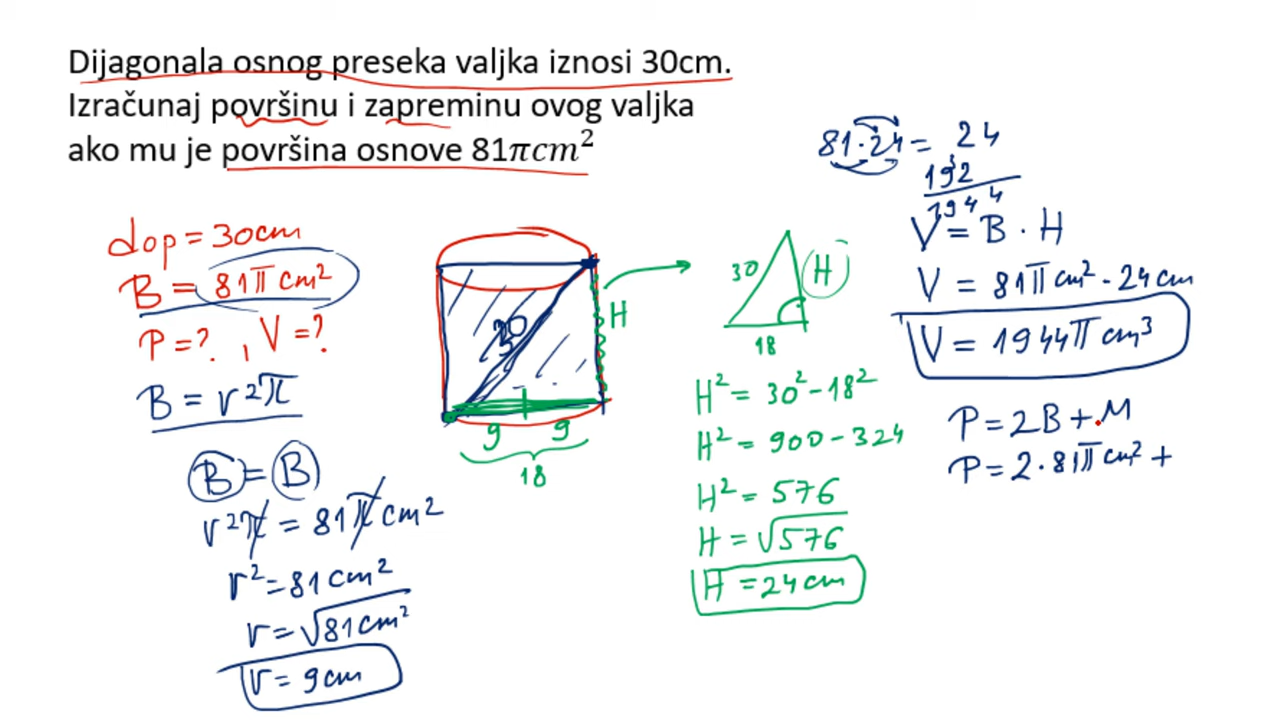 Dijagonala osnog preseka valjka iznosi 30cm.
Izračunaj površinu i zapreminu ovog valjka
ako mu je površina osnove 81πcm²
dop = 30cm
B = 81π cm²
P = ? , V = ?
B = r²π
B = B
r²π = 81π cm²
r² = 81 cm²
r = √81cm²
r = 9cm
30
H
9 9
18
30 H
18
H² = 30² - 18²
H² = 900 - 324
H² = 576
H = √576
H = 24cm
81·24 = 24
192
1944
V = B · H
V = 81π cm² · 24 cm
V = 1944π cm³
P = 2B + M
P = 2·81π cm² +